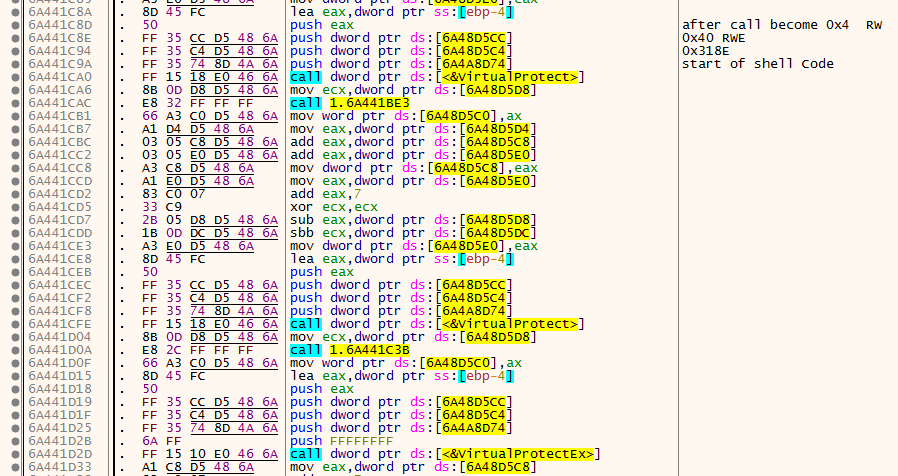 6A441C8A . 8D 45 FC lea eax,dword ptr ss:[ebp-4]
6A441C8D . 50 push eax after call become 0x4 RW
6A441C8E . FF 35 CC D5 48 6A push dword ptr ds:[6A48D5CC] 0x40 RWE
6A441C94 . FF 35 C4 D5 48 6A push dword ptr ds:[6A48D5C4] 0x318E
6A441C9A . FF 35 74 8D 4A 6A push dword ptr ds:[6A4A8D74] start of shell Code
6A441CA0 . FF 15 18 E0 46 6A call dword ptr ds:[<&VirtualProtect>]
6A441CA6 . 8B 0D D8 D5 48 6A mov ecx,dword ptr ds:[6A48D5D8]
6A441CAC . E8 32 FF FF FF call 1.6A441BE3
6A441CB1 . 66 A3 C0 D5 48 6A mov word ptr ds:[6A48D5C0],ax
6A441CB7 . A1 D4 D5 48 6A mov eax,dword ptr ds:[6A48D5D4]
6A441CBC . 03 05 C8 D5 48 6A add eax,dword ptr ds:[6A48D5C8]
6A441CC2 . 03 05 E0 D5 48 6A add eax,dword ptr ds:[6A48D5E0]
6A441CC8 . A3 C8 D5 48 6A mov dword ptr ds:[6A48D5C8],eax
6A441CCD . A1 E0 D5 48 6A mov eax,dword ptr ds:[6A48D5E0]
6A441CD2 . 83 C0 07 add eax,7
6A441CD5 . 33 C9 xor ecx,ecx
6A441CD7 . 2B 05 D8 D5 48 6A sub eax,dword ptr ds:[6A48D5D8]
6A441CDD . 1B 0D DC D5 48 6A sbb ecx,dword ptr ds:[6A48D5DC]
6A441CE3 . A3 E0 D5 48 6A mov dword ptr ds:[6A48D5E0],eax
6A441CE8 . 8D 45 FC lea eax,dword ptr ss:[ebp-4]
6A441CEB . 50 push eax
6A441CEC . FF 35 CC D5 48 6A push dword ptr ds:[6A48D5CC]
6A441CF2 . FF 35 C4 D5 48 6A push dword ptr ds:[6A48D5C4]
6A441CF8 . FF 35 74 8D 4A 6A push dword ptr ds:[6A4A8D74]
6A441CFE . FF 15 18 E0 46 6A call dword ptr ds:[<&VirtualProtect>]
6A441D04 . 8B 0D D8 D5 48 6A mov ecx,dword ptr ds:[6A48D5D8]
6A441D0A . E8 2C FF FF FF call 1.6A441C3B
6A441D0F . 66 A3 C0 D5 48 6A mov word ptr ds:[6A48D5C0],ax
6A441D15 . 8D 45 FC lea eax,dword ptr ss:[ebp-4]
6A441D18 . 50 push eax
6A441D19 . FF 35 CC D5 48 6A push dword ptr ds:[6A48D5CC]
6A441D1F . FF 35 C4 D5 48 6A push dword ptr ds:[6A48D5C4]
6A441D25 . FF 35 74 8D 4A 6A push dword ptr ds:[6A4A8D74]
6A441D2B . 6A FF push FFFFFFFF
6A441D2D . FF 15 10 E0 46 6A call dword ptr ds:[<&VirtualProtectEx>]
6A441D33 . A1 C8 D5 48 6A mov eax,dword ptr ds:[6A48D5C8]